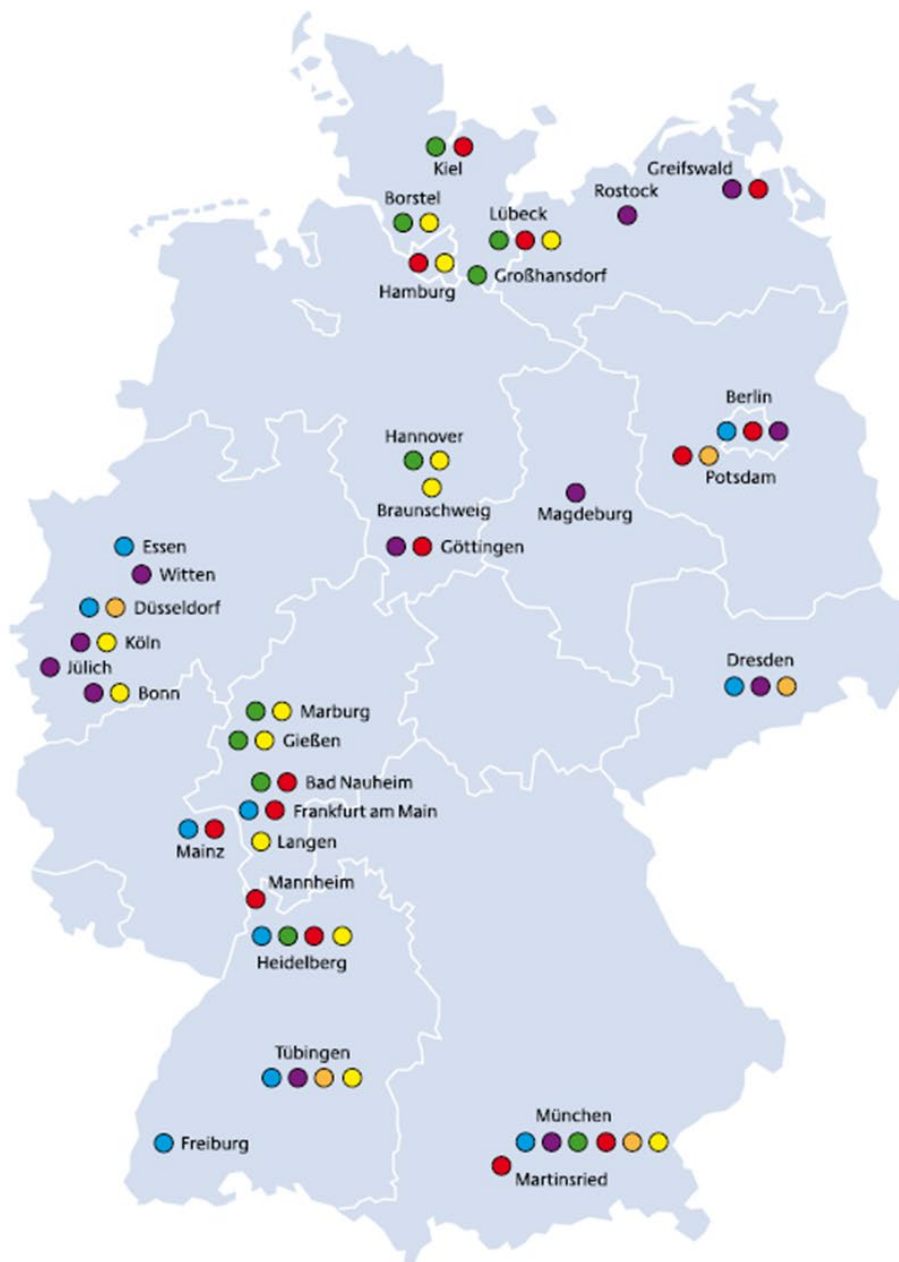 Kiel
Greifswald
Rostock
Borstel
Lübeck
Großhansdorf
Hamburg
Berlin
Hannover
Potsdam
Braunschweig
Magdeburg
Essen
Göttingen
Witten
Düsseldorf
Köln
Jülich
Dresden
Bonn
Marburg
Gießen
Bad Nauheim
Frankfurt am Main
Langen
Mainz
Mannheim
Heidelberg
Tübingen
München
Freiburg
Martinsried